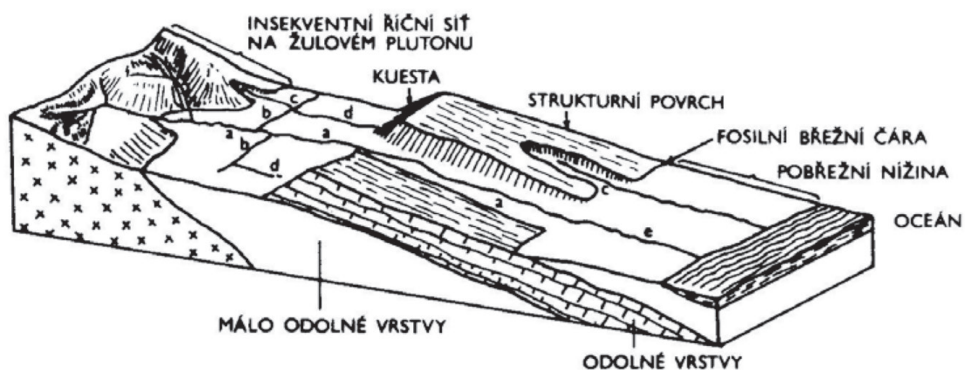 INSEKVENTNÍ ŘÍČNÍ SÍŤ
NA ŽULOVÉM PLUTONU
KUESTA
STRUKTURNÍ POVRCH
FOSILNÍ BŘEŽNÍ ČÁRA
POBŘEŽNÍ NÍŽINA
OCEÁN
c
d
b
a
a
b
d
c
a
e
MÁLO ODOLNÉ VRSTVY
ODOLNÉ VRSTVY